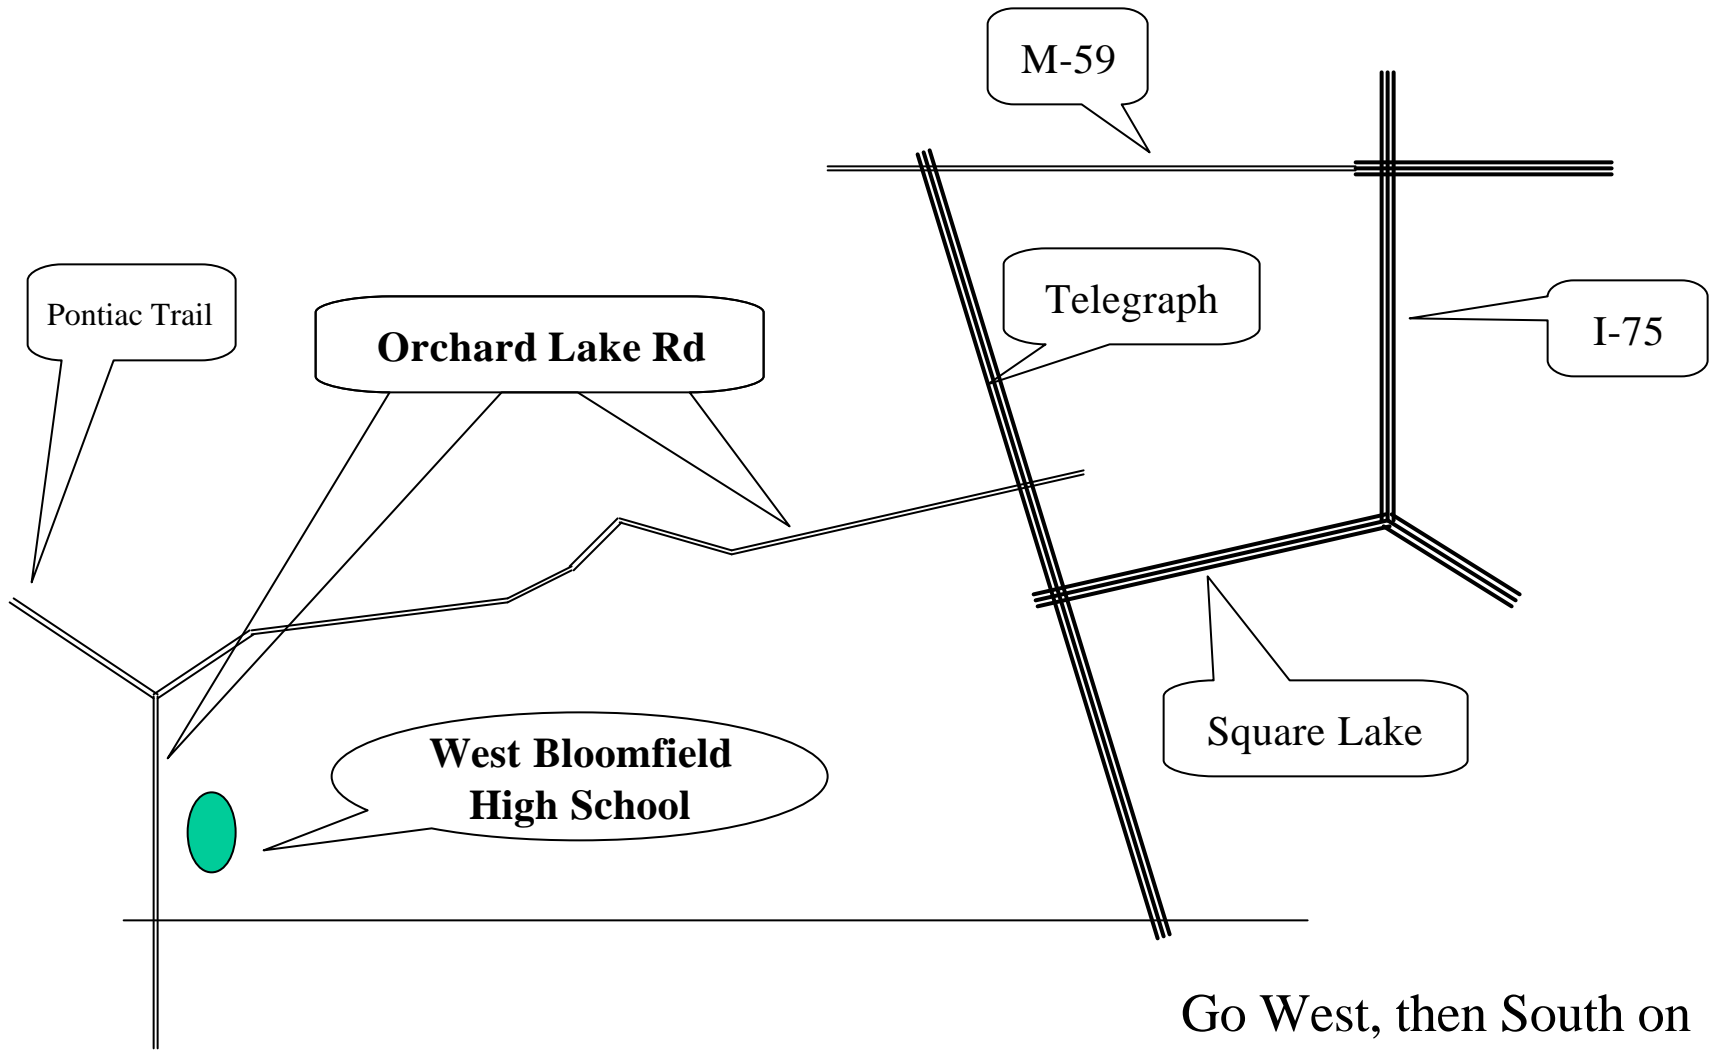 M-59
Pontiac Trail
Orchard Lake Rd
Telegraph
I-75
West Bloomfield
High School
Square Lake
Go West, then South on